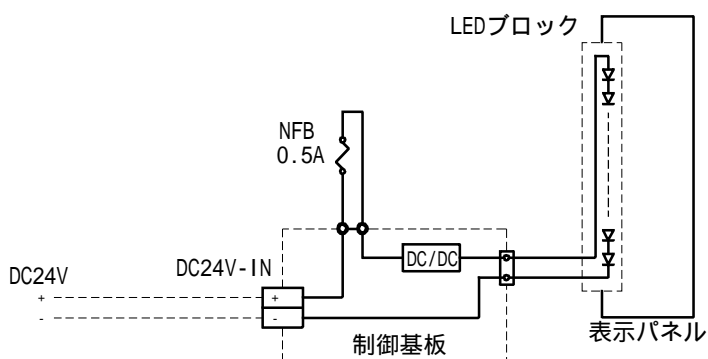 LEDブロック
NFB
0.5A
DC/DC
DC24V-IN
DC24V
+
-
+
-
制御基板
表示パネル